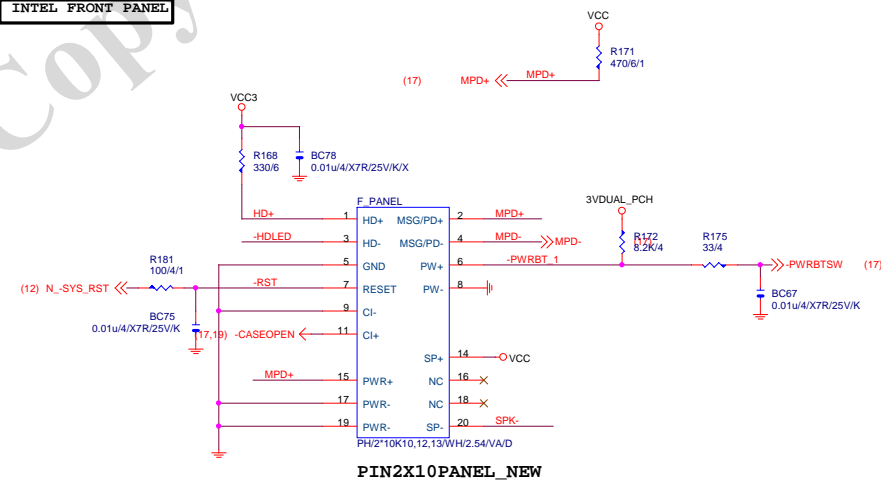 INTEL FRONT PANEL
Copy
VCC
R171
470/6/1
(17) MPD+ MPD+
VCC3
R168
330/6
BC78
0.01u/4/X7R/25V/K/X
F_PANEL
3VDUAL_PCH
HD+ 1 HD+ MSG/PD+ 2 MPD+
-HDLED 3 HD- MSG/PD- 4 MPD- MPD- (17)
R172
8.2K/4
R175
33/4
5 GND PW+ 6 -PWRBT_1 -PWRBTSW (17)
R181
100/4/1
(12) N_-SYS_RST -RST 7 RESET PW- 8
BC67
0.01u/4/X7R/25V/K
9 CI-
BC75
0.01u/4/X7R/25V/K
(17,19) -CASEOPEN 11 CI+
SP+ 14 VCC
MPD+ 15 PWR+ NC 16
17 PWR- NC 18
19 PWR- SP- 20 SPK-
PH/2*10K10,12,13/WH/2.54/VA/D
PIN2X10PANEL_NEW